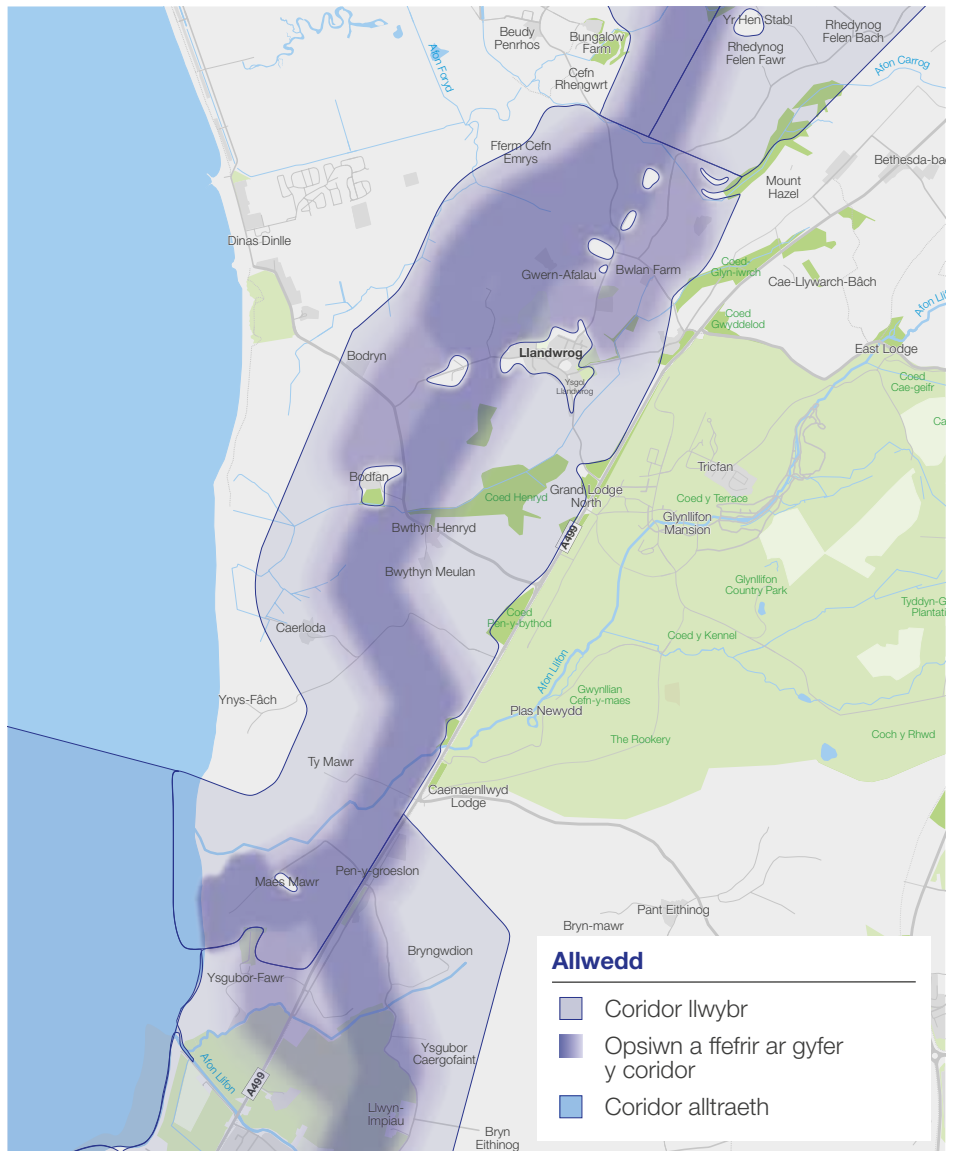 Yr Hen Stabl
Rhedynog
Felen Bach
Beudy
Penrhos
Bungalow
Farm
Rhedynog
Felen Fawr
Afon Foryd
Cefn
Rhengwrt
Afon Carrog
Fferm Cefn
Emrys
Bethesda-ba
Mount
Hazel
Dinas Dinlle
Gwern-Afalau
Bwlan Farm
Coed-
Glyn-iwrch
Cae-Llywarch-Bâch
Afon Lli
Coed
Gwyddelod
Bodryn
Llandwrog
East Lodge
Ysgol
Llandwrog
Coed
Cae-geifr
Ca
Tricfan
Bodfan
Coed Henryd
Grand Lodge
North
Coed y Terrace
Bwthyn Henryd
A499
Glynllifon
Mansion
Bwythyn Meulan
Glynllifon
Country Park
Coed
Pen-y-bythod
Tyddyn-G
Plantati
Caerloda
Coed y Kennel
Afon Llifon
Ynys-Fâch
Gwynllian
Cefn-y-maes
Plas Newydd
The Rookery
Coch y Rhwd
Ty Mawr
Caemaenllwyd
Lodge
Pen-y-groeslon
Maes Mawr
Pant Eithinog
Bryn-mawr
Bryngwdion
Ysgubor-Fawr
Ysgubor
Caergofaint
Afon Llifon
A499
Llwyn-
Impiau
Bryn
Eithinog
Allwedd
Coridor llwybr
Opsiwn a ffefrir ar gyfer
y coridor
Coridor alltraeth